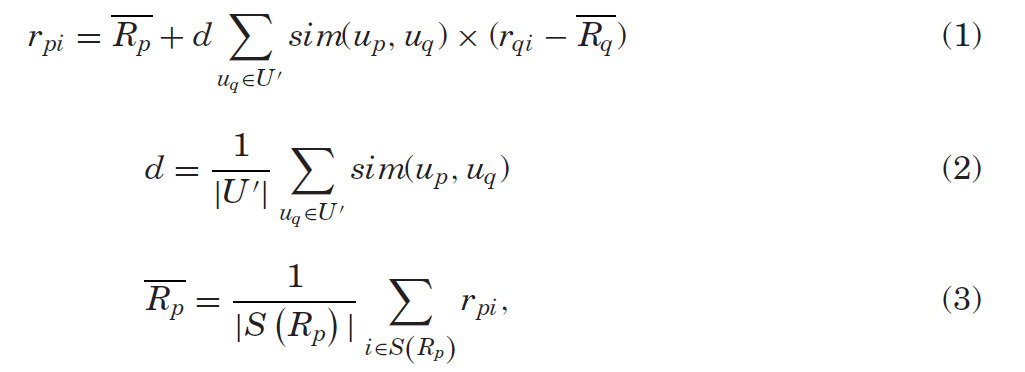 $r_{pi} = \overline{R_p} + d \sum_{u_q \in U'} sim(u_p, u_q) \times (r_{qi} - \overline{R_q})$ (1)
$d = \frac{1}{|U'|} \sum_{u_q \in U'} sim(u_p, u_q)$ (2)
$\overline{R_p} = \frac{1}{|S(R_p)|} \sum_{i \in S(R_p)} r_{pi},$ (3)